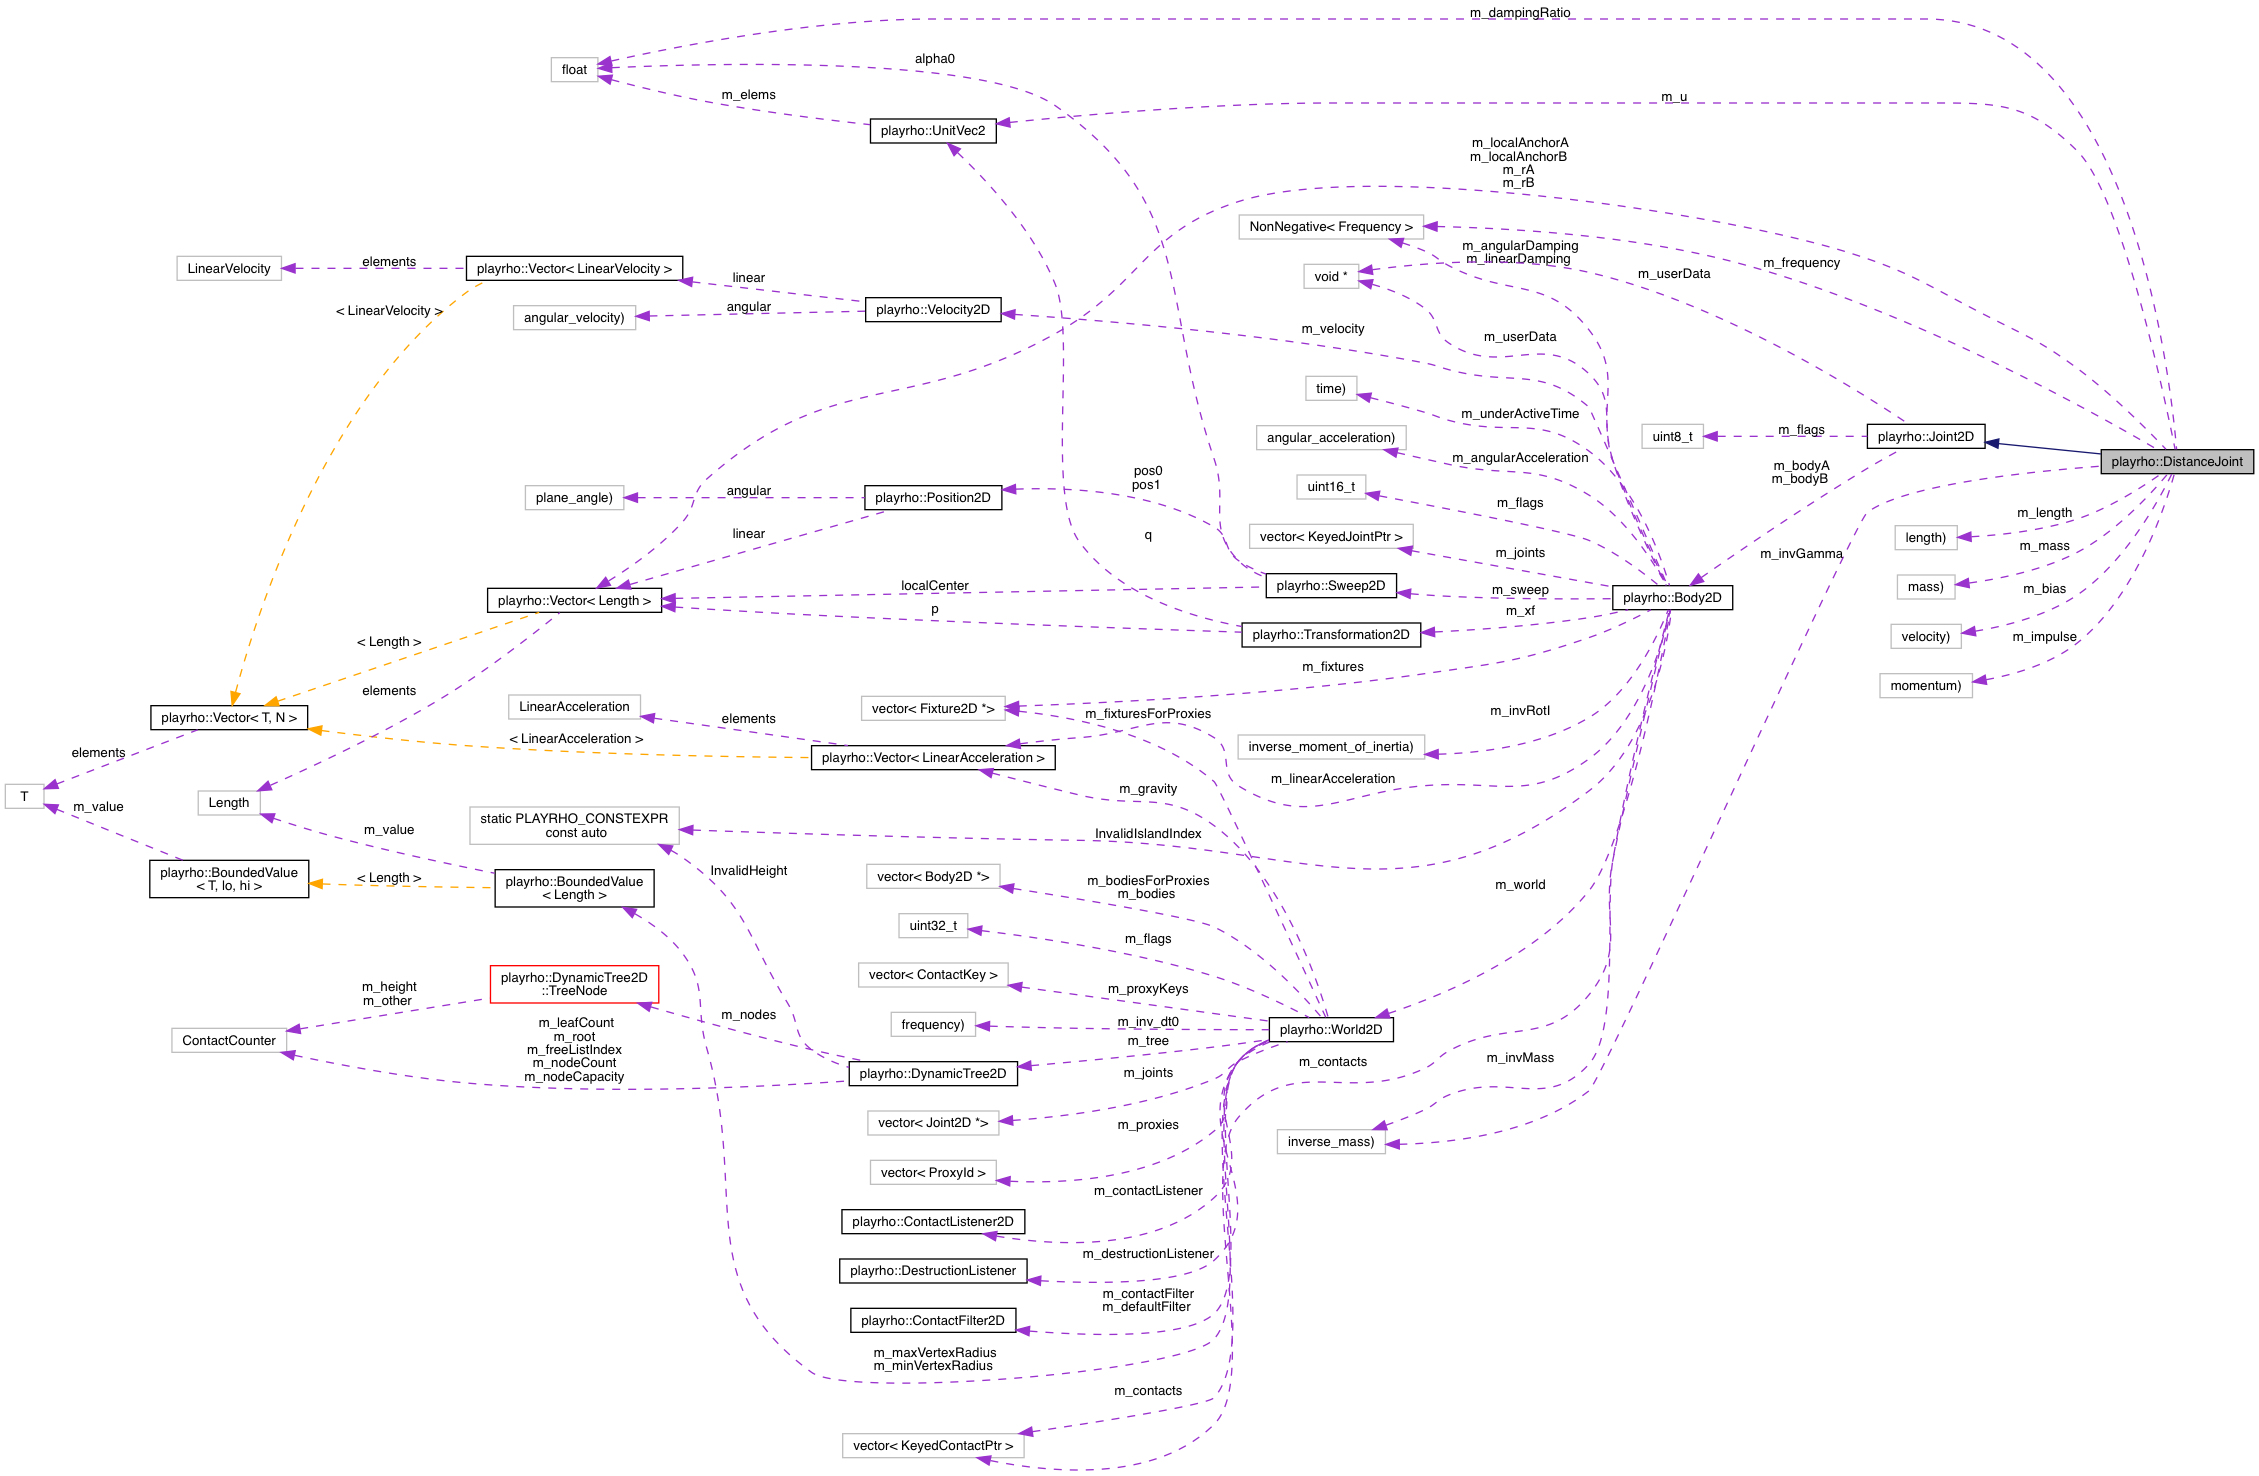 m_dampingRatio
alpha0
float
m_elems
m_u
playrho::UnitVec2
m_localAnchorA
m_localAnchorB
m_rA
m_rB
NonNegative< Frequency >
m_angularDamping
m_linearDamping
m_frequency
LinearVelocity
elements
playrho::Vector< LinearVelocity >
linear
void *
m_userData
< LinearVelocity >
angular_velocity)
angular
playrho::Velocity2D
m_velocity
m_userData
time)
m_underActiveTime
angular_acceleration)
m_angularAcceleration
uint8_t
m_flags
playrho::Joint2D
playrho::DistanceJoint
m_bodyA
m_bodyB
pos0
pos1
plane_angle)
angular
playrho::Position2D
uint16_t
m_flags
linear
q
vector< KeyedJointPtr >
m_joints
m_length
length)
m_invGamma
m_mass
mass)
m_bias
velocity)
m_impulse
momentum)
playrho::Vector< Length >
localCenter
p
playrho::Sweep2D
m_sweep
playrho::Body2D
m_xf
playrho::Transformation2D
< Length >
m_fixtures
elements
playrho::Vector< T, N >
LinearAcceleration
vector< Fixture2D *>
m_fixturesForProxies
m_invRotI
elements
< LinearAcceleration >
playrho::Vector< LinearAcceleration >
inverse_moment_of_inertia)
elements
m_linearAcceleration
m_gravity
T
m_value
Length
static PLAYRHO_CONSTEXPR
const auto
InvalidIslandIndex
m_value
InvalidHeight
playrho::BoundedValue
< T, lo, hi >
< Length >
playrho::BoundedValue
< Length >
vector< Body2D *>
m_bodiesForProxies
m_bodies
m_world
uint32_t
m_flags
playrho::DynamicTree2D
::TreeNode
m_height
m_other
vector< ContactKey >
m_proxyKeys
m_nodes
frequency)
m_inv_dt0
playrho::World2D
ContactCounter
m_leafCount
m_root
m_freeListIndex
m_nodeCount
m_nodeCapacity
m_tree
playrho::DynamicTree2D
m_contacts
m_invMass
m_joints
vector< Joint2D *>
m_proxies
inverse_mass)
vector< ProxyId >
m_contactListener
playrho::ContactListener2D
m_destructionListener
playrho::DestructionListener
m_contactFilter
m_defaultFilter
playrho::ContactFilter2D
m_maxVertexRadius
m_minVertexRadius
m_contacts
vector< KeyedContactPtr >